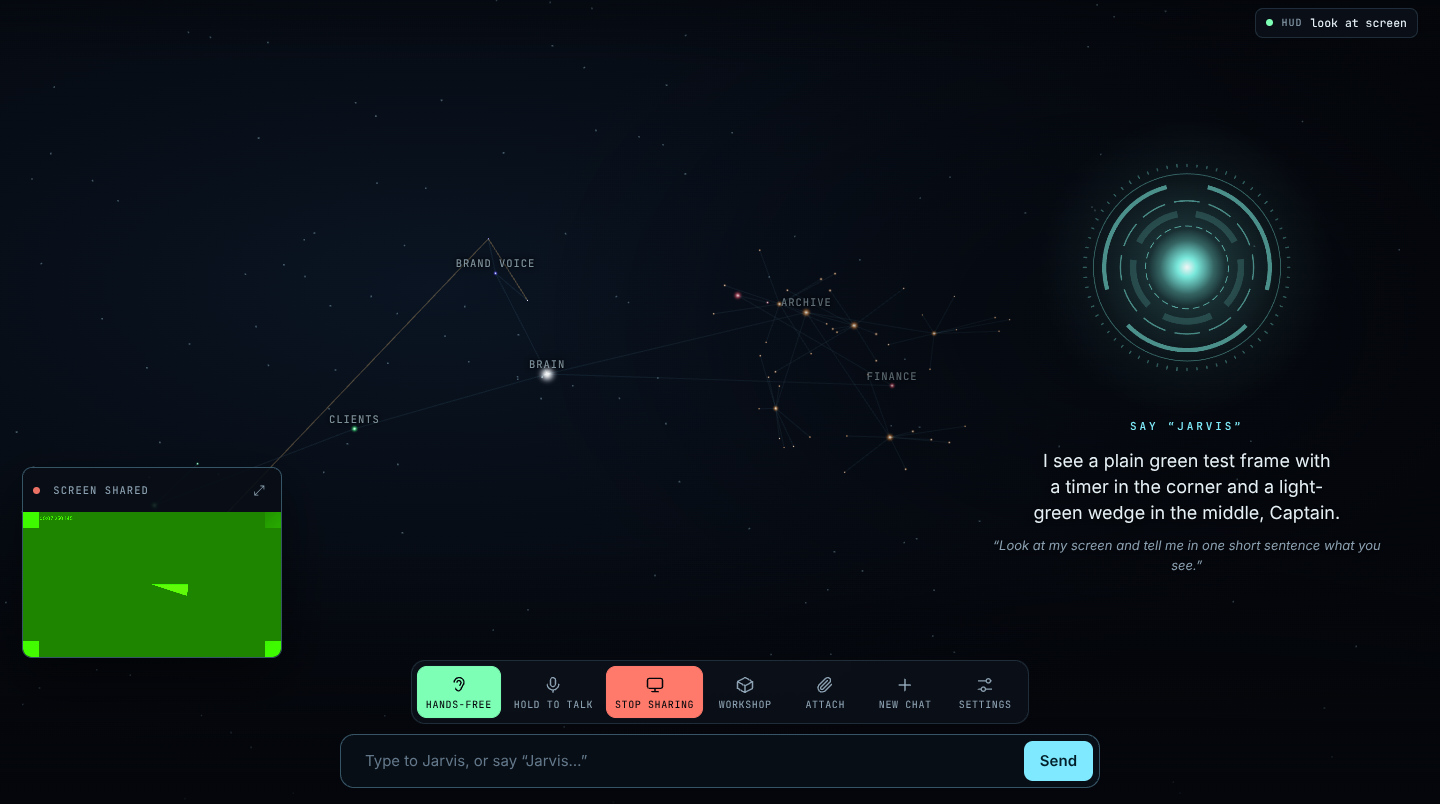 HUD look at screen
BRAND VOICE
ARCHIVE
BRAIN
FINANCE
CLIENTS
SAY “JARVIS”
I see a plain green test frame with
a timer in the corner and a light-
green wedge in the middle, Captain.
“Look at my screen and tell me in one short sentence what you
see.”
SCREEN SHARED
HANDS-FREE
HOLD TO TALK
STOP SHARING
WORKSHOP
ATTACH
NEW CHAT
SETTINGS
Type to Jarvis, or say “Jarvis…”
Send